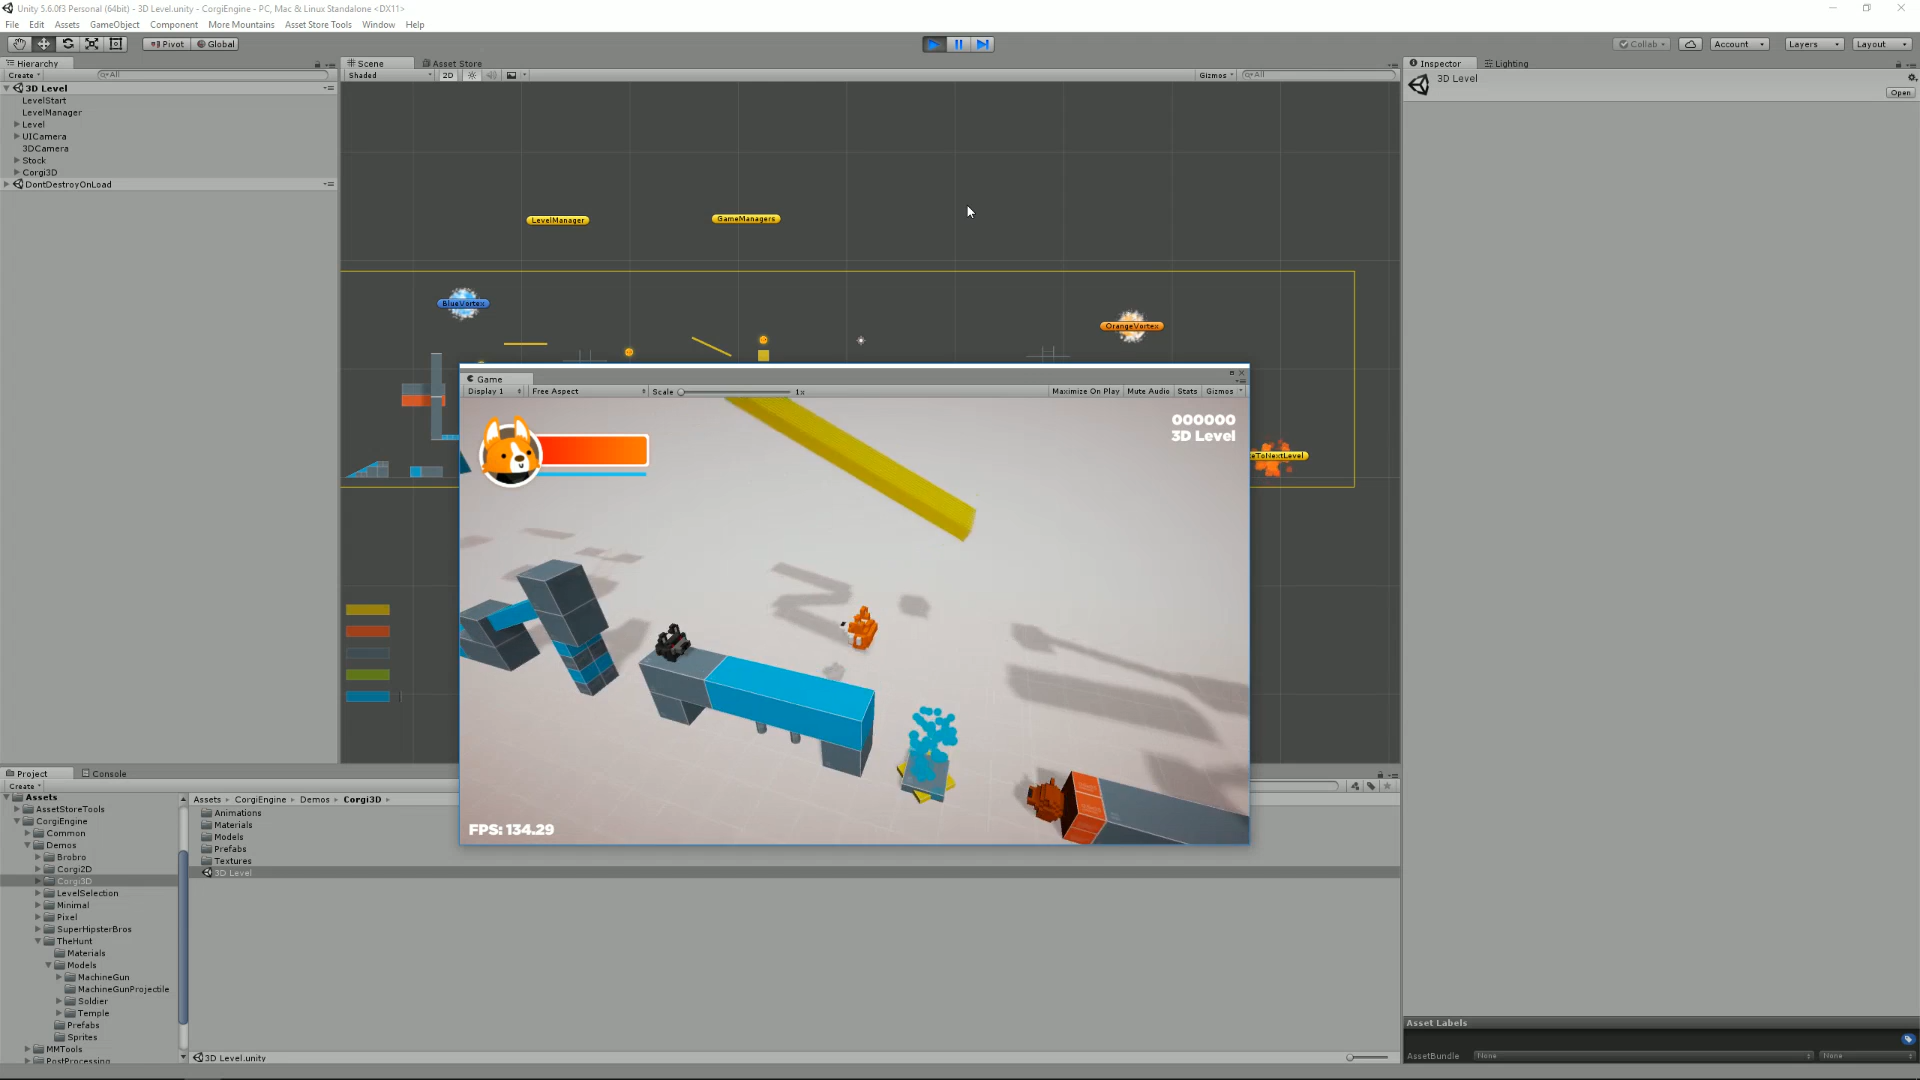 Unity 5.6.0f3 Personal (64bit) - 3D Level.unity - CorgiEngine - PC, Mac & Linux Standalone <DX11>
File Edit Assets GameObject Component More Mountains Asset Store Tools Window Help
Pivot Global
Collab Account Layers Layout
Hierarchy
Create All
3D Level
LevelStart
LevelManager
Level
UICamera
3DCamera
Stock
Corgi3D
DontDestroyOnLoad
Scene Asset Store
Shaded 2D Gizmos All
LevelManager GameManagers
BlueVortex
OrangeVortex
eToNextLevel
Game
Display 1 Free Aspect Scale 1x Maximize On Play Mute Audio Stats Gizmos
000000
3D Level
FPS: 134.29
Inspector Lighting
3D Level
Open
Project Console
Create
Assets
AssetStoreTools
CorgiEngine
Common
Demos
Brobro
Corgi2D
Corgi3D
LevelSelection
Minimal
Pixel
SuperHipsterBros
TheHunt
Materials
Models
MachineGun
MachineGunProjectile
Soldier
Temple
Prefabs
Sprites
MMTools
PostProcessing
Assets CorgiEngine Demos Corgi3D
Animations
Materials
Models
Prefabs
Textures
3D Level
3D Level.unity
Asset Labels
AssetBundle None None